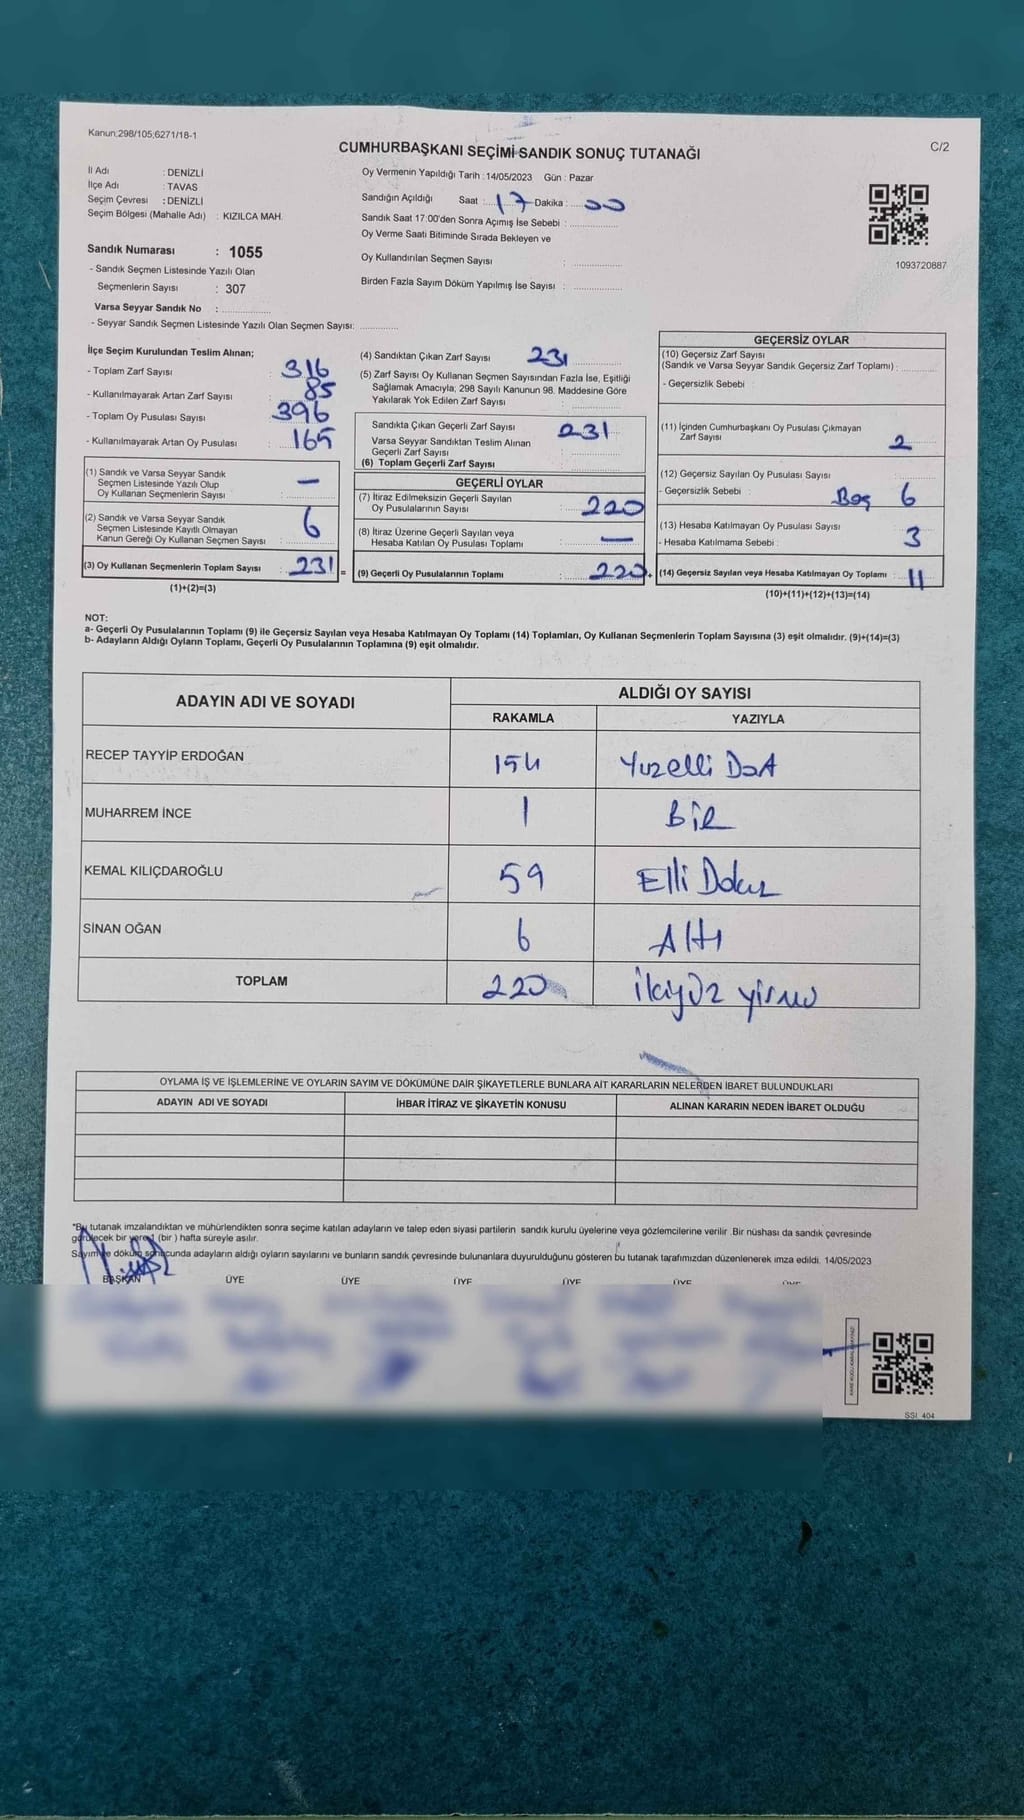 Kanun;298/105;6271/18-1
C/2
CUMHURBAŞKANI SEÇİMİ SANDIK SONUÇ TUTANAĞI
İl Adı : DENİZLİ
İlçe Adı : TAVAS
Seçim Çevresi : DENİZLİ
Seçim Bölgesi (Mahalle Adı) : KIZILCA MAH.
Sandık Numarası : 1055
- Sandık Seçmen Listesinde Yazılı Olan
Seçmenlerin Sayısı : 307
Varsa Seyyar Sandık No :
- Seyyar Sandık Seçmen Listesinde Yazılı Olan Seçmen Sayısı:
Oy Vermenin Yapıldığı Tarih : 14/05/2023 Gün : Pazar
Sandığın Açıldığı Saat : 17 Dakika : 00
Sandık Saat 17:00'den Sonra Açımış İse Sebebi :
Oy Verme Saati Bitiminde Sırada Bekleyen ve
Oy Kullandırılan Seçmen Sayısı :
Birden Fazla Sayım Döküm Yapılmış İse Sayısı :
1093720887
İlçe Seçim Kurulundan Teslim Alınan;
- Toplam Zarf Sayısı : 316
- Kullanılmayarak Artan Zarf Sayısı : 85
- Toplam Oy Pusulası Sayısı : 396
- Kullanılmayarak Artan Oy Pusulası : 165
(1) Sandık ve Varsa Seyyar Sandık
Seçmen Listesinde Yazılı Olup
Oy Kullanan Seçmenlerin Sayısı : —
(2) Sandık ve Varsa Seyyar Sandık
Seçmen Listesinde Kayıtlı Olmayan
Kanun Gereği Oy Kullanan Seçmen Sayısı : 6
(3) Oy Kullanan Seçmenlerin Toplam Sayısı : 231 =
(1)+(2)=(3)
(4) Sandıktan Çıkan Zarf Sayısı : 231
(5) Zarf Sayısı Oy Kullanan Seçmen Sayısından Fazla İse, Eşitliği
Sağlamak Amacıyla; 298 Sayılı Kanunun 98. Maddesine Göre
Yakılarak Yok Edilen Zarf Sayısı :
Sandıkta Çıkan Geçerli Zarf Sayısı : 231
Varsa Seyyar Sandıktan Teslim Alınan
Geçerli Zarf Sayısı :
(6) Toplam Geçerli Zarf Sayısı
GEÇERLİ OYLAR
(7) İtiraz Edilmeksizin Geçerli Sayılan
Oy Pusulalarının Sayısı : 220
(8) İtiraz Üzerine Geçerli Sayılan veya
Hesaba Katılan Oy Pusulası Toplamı : —
(9) Geçerli Oy Pusulalarının Toplamı : 220 +
GEÇERSİZ OYLAR
(10) Geçersiz Zarf Sayısı
(Sandık ve Varsa Seyyar Sandık Geçersiz Zarf Toplamı) :
- Geçersizlik Sebebi :
(11) İçinden Cumhurbaşkanı Oy Pusulası Çıkmayan
Zarf Sayısı 2
(12) Geçersiz Sayılan Oy Pusulası Sayısı
- Geçersizlik Sebebi : Boş 6
(13) Hesaba Katılmayan Oy Pusulası Sayısı
- Hesaba Katılmama Sebebi : 3
(14) Geçersiz Sayılan veya Hesaba Katılmayan Oy Toplamı : 11
(10)+(11)+(12)+(13)=(14)
NOT:
a- Geçerli Oy Pusulalarının Toplamı (9) ile Geçersiz Sayılan veya Hesaba Katılmayan Oy Toplamı (14) Toplamları, Oy Kullanan Seçmenlerin Toplam Sayısına (3) eşit olmalıdır. (9)+(14)=(3)
b- Adayların Aldığı Oyların Toplamı, Geçerli Oy Pusulalarının Toplamına (9) eşit olmalıdır.
ADAYIN ADI VE SOYADI ALDIĞI OY SAYISI
RAKAMLA YAZIYLA
RECEP TAYYİP ERDOĞAN 154 Yuzelli Dört
MUHARREM İNCE 1 BİR
KEMAL KILIÇDAROĞLU 59 Elli Dokuz
SİNAN OĞAN 6 Altı
TOPLAM 220 ikiyüz yirmi
OYLAMA İŞ VE İŞLEMLERİNE VE OYLARIN SAYIM VE DÖKÜMÜNE DAİR ŞİKAYETLERLE BUNLARA AİT KARARLARIN NELERDEN İBARET BULUNDUKLARI
ADAYIN ADI VE SOYADI İHBAR İTİRAZ VE ŞİKAYETİN KONUSU ALINAN KARARIN NEDEN İBARET OLDUĞU
*Bu tutanak imzalandıktan ve mühürlendikten sonra seçime katılan adayların ve talep eden siyasi partilerin sandık kurulu üyelerine veya gözlemcilerine verilir .Bir nüshası da sandık çevresinde
görülecek bir yere 1 (bir ) hafta süreyle asılır.
Sayım ve döküm sonucunda adayların aldığı oyların sayılarını ve bunların sandık çevresinde bulunanlara duyurulduğunu gösteren bu tutanak tarafımızdan düzenlenerek imza edildi. 14/05/2023
BAŞKAN ÜYE ÜYE ÜYE ÜYE ÜYE ÜYE
SSI_404